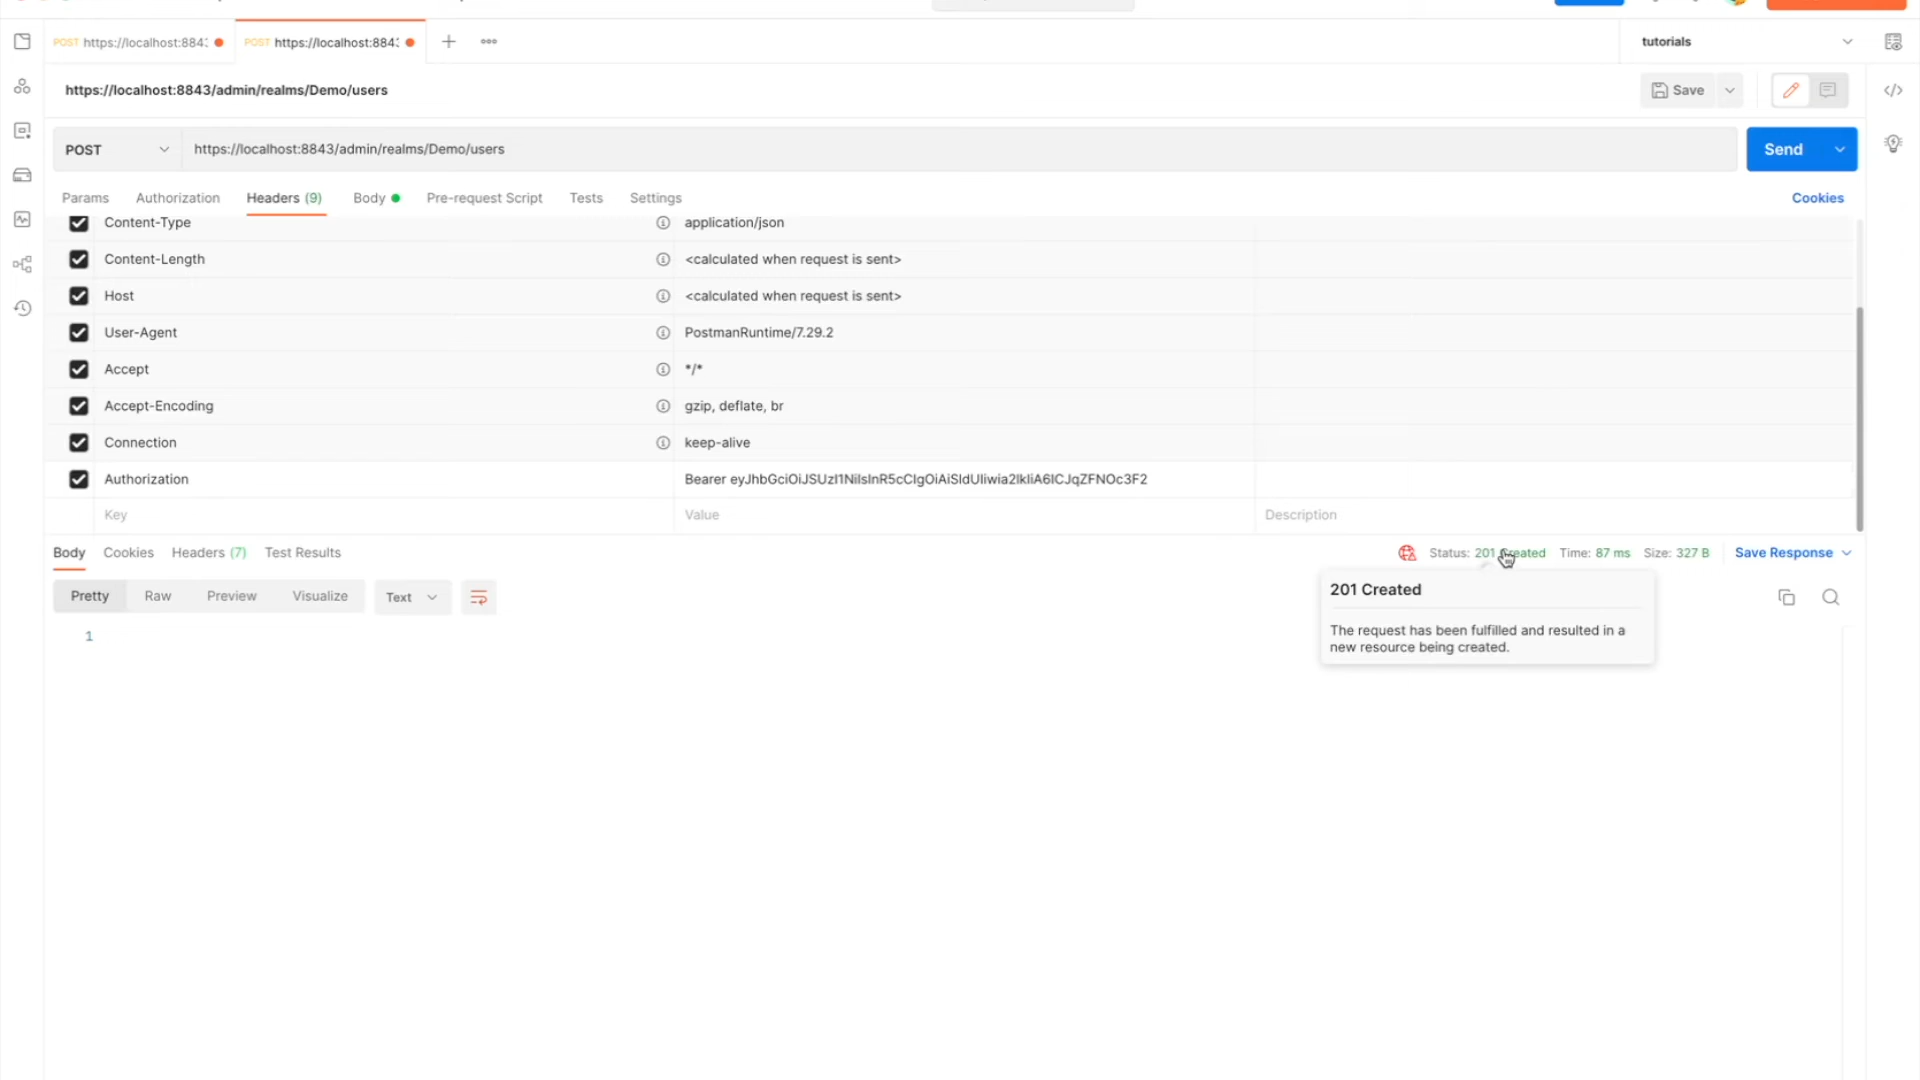 POST https://localhost:884
POST https://localhost:884
tutorials
https://localhost:8843/admin/realms/Demo/users
Save
POST
https://localhost:8843/admin/realms/Demo/users
Send
Params
Authorization
Headers (9)
Body
Pre-request Script
Tests
Settings
Cookies
Content-Type
application/json
Content-Length
<calculated when request is sent>
Host
<calculated when request is sent>
User-Agent
PostmanRuntime/7.29.2
Accept
*/*
Accept-Encoding
gzip, deflate, br
Connection
keep-alive
Authorization
Bearer eyJhbGciOiJSUzI1NiIsInR5cCIgOiAiSldUIiwia2lkIiA6ICJqZFNOc3F2
Key
Value
Description
Body
Cookies
Headers (7)
Test Results
Status: 201 Created
Time: 87 ms
Size: 327 B
Save Response
Pretty
Raw
Preview
Visualize
Text
201 Created
The request has been fulfilled and resulted in a
new resource being created.
1